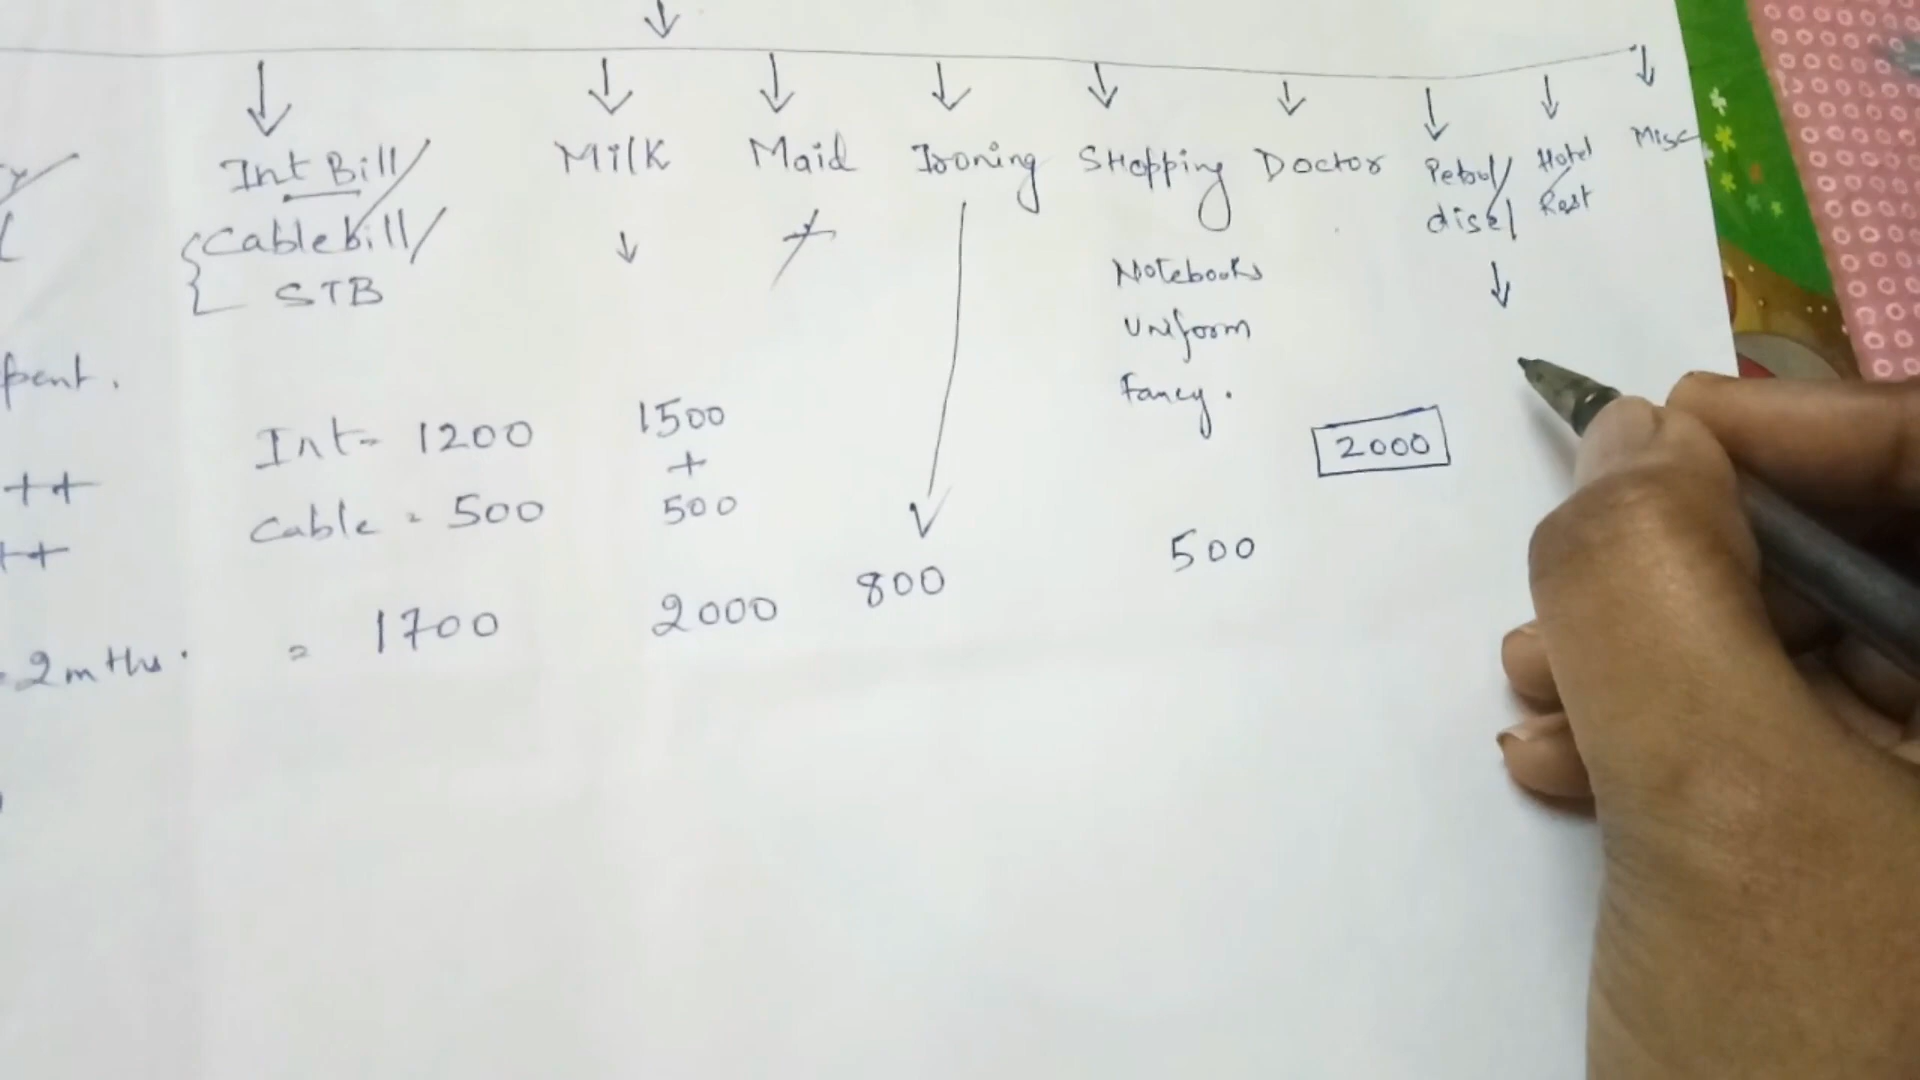 Int Bill/
Cablebill/
STB
Milk
Maid
Ironing
Shopping
Doctor
Petrol/
disel
Hotel
Rest
Misc
Notebooks
Uniform
Fancy.
pent.
Int- 1200
Cable = 500
= 1700
1500
+
500
2000
800
500
2000
++
++
2mths.